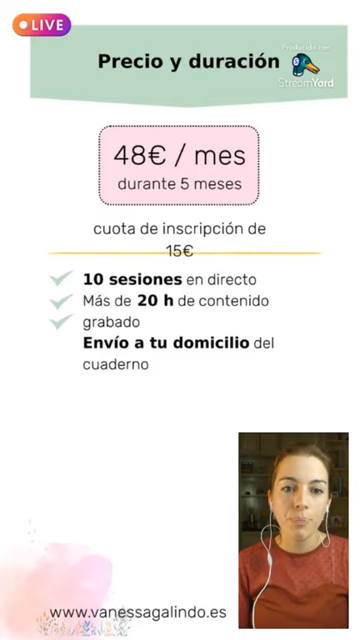 LIVE
Precio y duración
Producido con
StreamYard
48€ / mes
durante 5 meses
cuota de inscripción de
15€
10 sesiones en directo
Más de 20 h de contenido
grabado
Envío a tu domicilio del
cuaderno
www.vanessagalindo.es